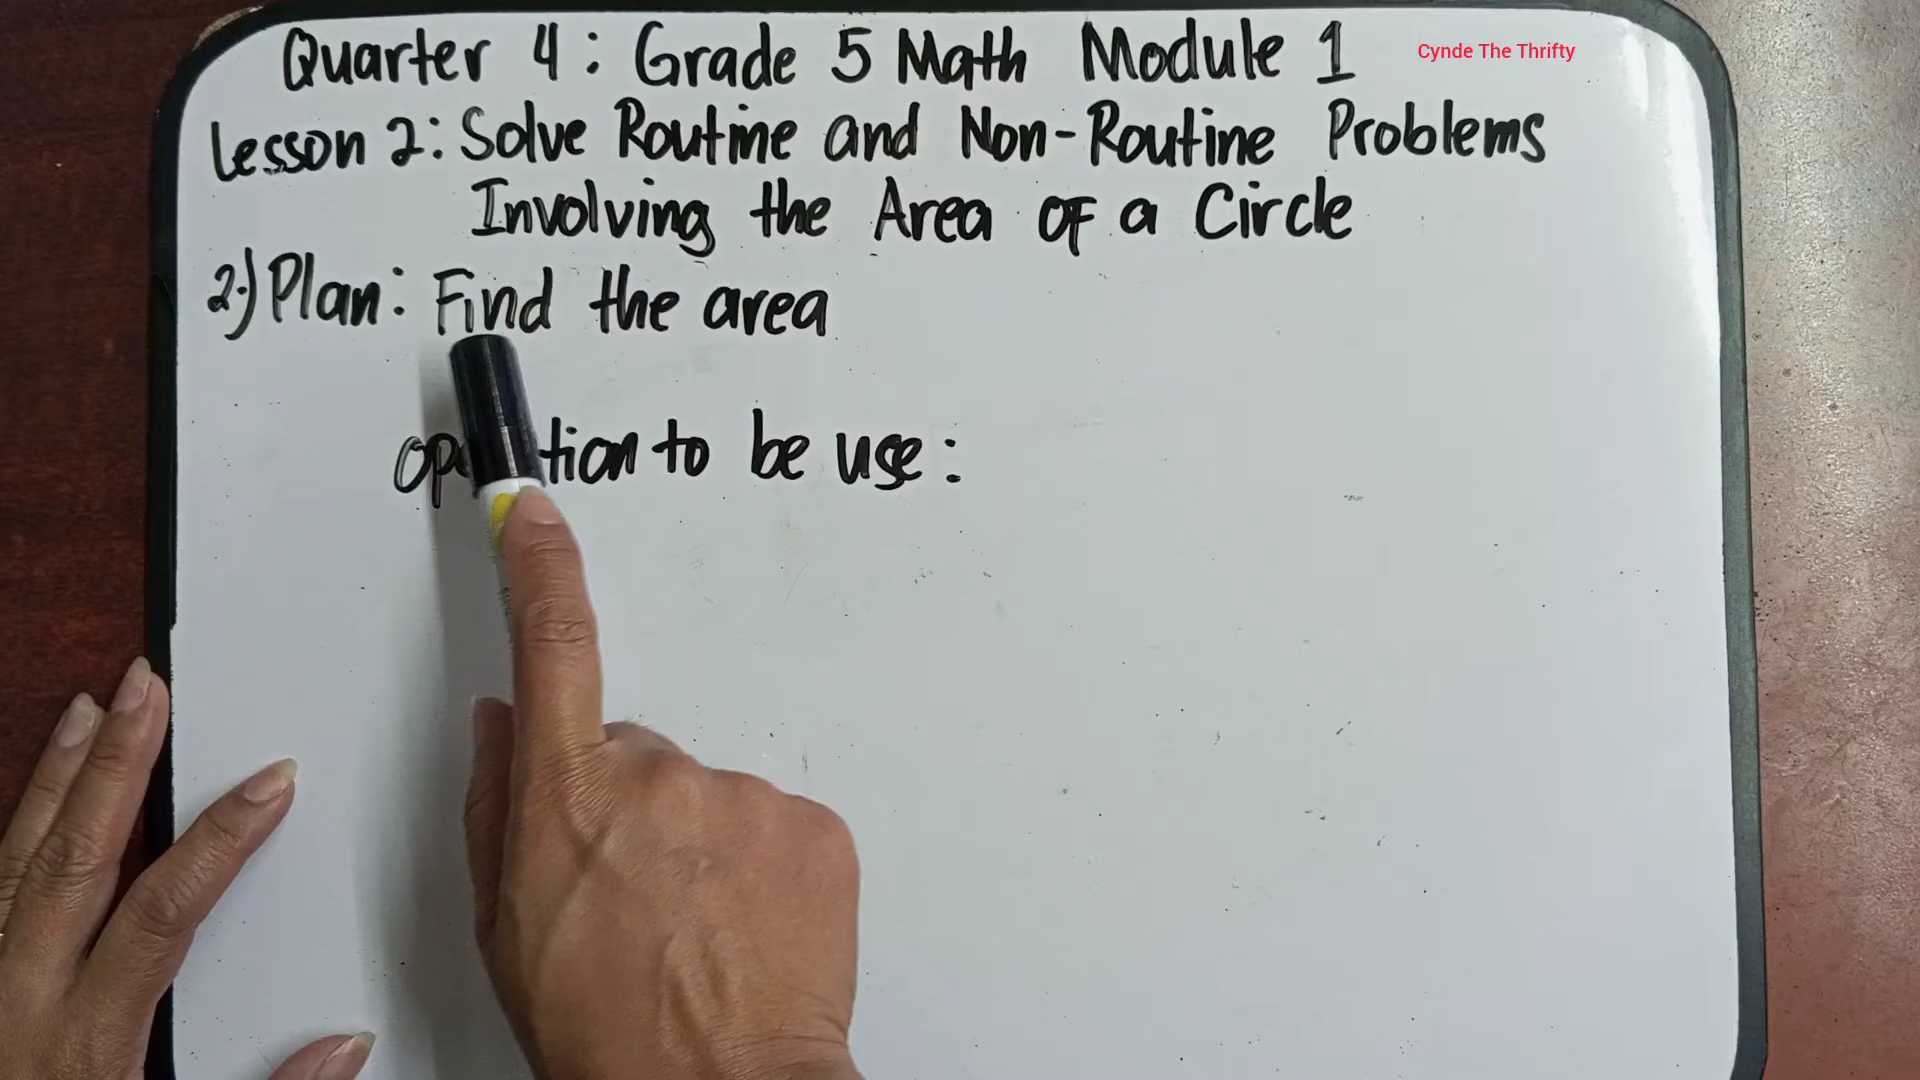 Quarter 4: Grade 5 Math Module 1
Cynde The Thrifty
Lesson 2: Solve Routine and Non-Routine Problems
Involving the Area of a Circle
2.) Plan: Find the area
to be use: